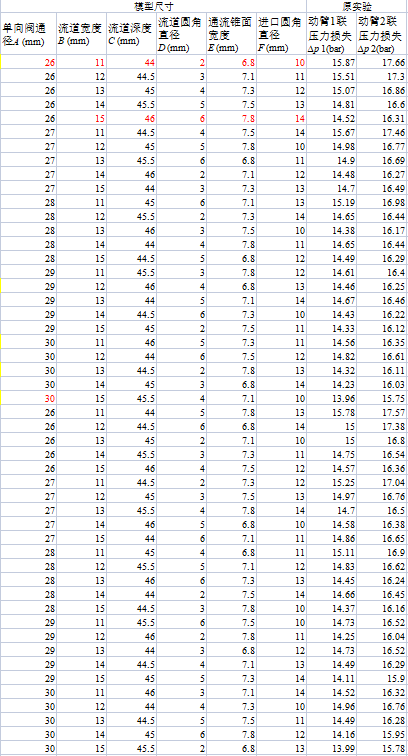 模型尺寸 原实验
单向阀通径A (mm) 流道宽度B (mm) 流道深度C (mm) 流道圆角直径D (mm) 通流锥面宽度E (mm) 进口圆角直径F (mm) 动臂1联压力损失Δp 1(bar) 动臂2联压力损失Δp 2(bar)
26 11 44 2 6.8 10 15.87 17.66
26 12 44.5 3 7.1 11 15.51 17.3
26 13 45 4 7.3 12 15.07 16.86
26 14 45.5 5 7.5 13 14.81 16.6
26 15 46 6 7.8 14 14.52 16.31
27 11 44.5 4 7.5 14 15.67 17.46
27 12 45 5 7.8 10 14.98 16.77
27 13 45.5 6 6.8 11 14.9 16.69
27 14 46 2 7.1 12 14.48 16.27
27 15 44 3 7.3 13 14.7 16.49
28 11 45 6 7.1 13 15.19 16.98
28 12 45.5 2 7.3 14 14.65 16.44
28 13 46 3 7.5 10 14.38 16.17
28 14 44 4 7.8 11 14.65 16.44
28 15 44.5 5 6.8 12 14.49 16.29
29 11 45.5 3 7.8 12 14.61 16.4
29 12 46 4 6.8 13 14.46 16.25
29 13 44 5 7.1 14 14.67 16.46
29 14 44.5 6 7.3 10 14.43 16.22
29 15 45 2 7.5 11 14.33 16.12
30 11 46 5 7.3 11 14.56 16.35
30 12 44 6 7.5 12 14.82 16.61
30 13 44.5 2 7.8 13 14.32 16.11
30 14 45 3 6.8 14 14.23 16.03
30 15 45.5 4 7.1 10 13.96 15.75
26 11 44 5 7.8 13 15.78 17.57
26 12 44.5 6 6.8 14 15 17.38
26 13 45 2 7.1 10 15 16.8
26 14 45.5 3 7.3 11 14.75 16.54
26 15 46 4 7.5 12 14.57 16.36
27 11 44.5 2 7.3 12 15.25 17.04
27 12 45 3 7.5 13 14.97 16.76
27 13 45.5 4 7.8 14 14.7 16.5
27 14 46 5 6.8 10 14.58 16.38
27 15 44 6 7.1 11 14.86 16.65
28 11 45 4 6.8 11 15.11 16.9
28 12 45.5 5 7.1 12 14.83 16.62
28 13 46 6 7.3 13 14.45 16.24
28 14 44 2 7.5 14 14.66 16.45
28 15 44.5 3 7.8 10 14.37 16.16
29 11 45.5 6 7.5 10 14.73 16.52
29 12 46 2 7.8 11 14.25 16.04
29 13 44 3 6.8 12 14.73 16.52
29 14 44.5 4 7.1 13 14.49 16.29
29 15 45 5 7.3 14 14.11 15.9
30 11 46 3 7.1 14 14.52 16.32
30 12 44 4 7.3 10 14.96 16.76
30 13 44.5 5 7.5 11 14.49 16.28
30 14 45 6 7.8 12 14.16 15.95
30 15 45.5 2 6.8 13 13.99 15.78